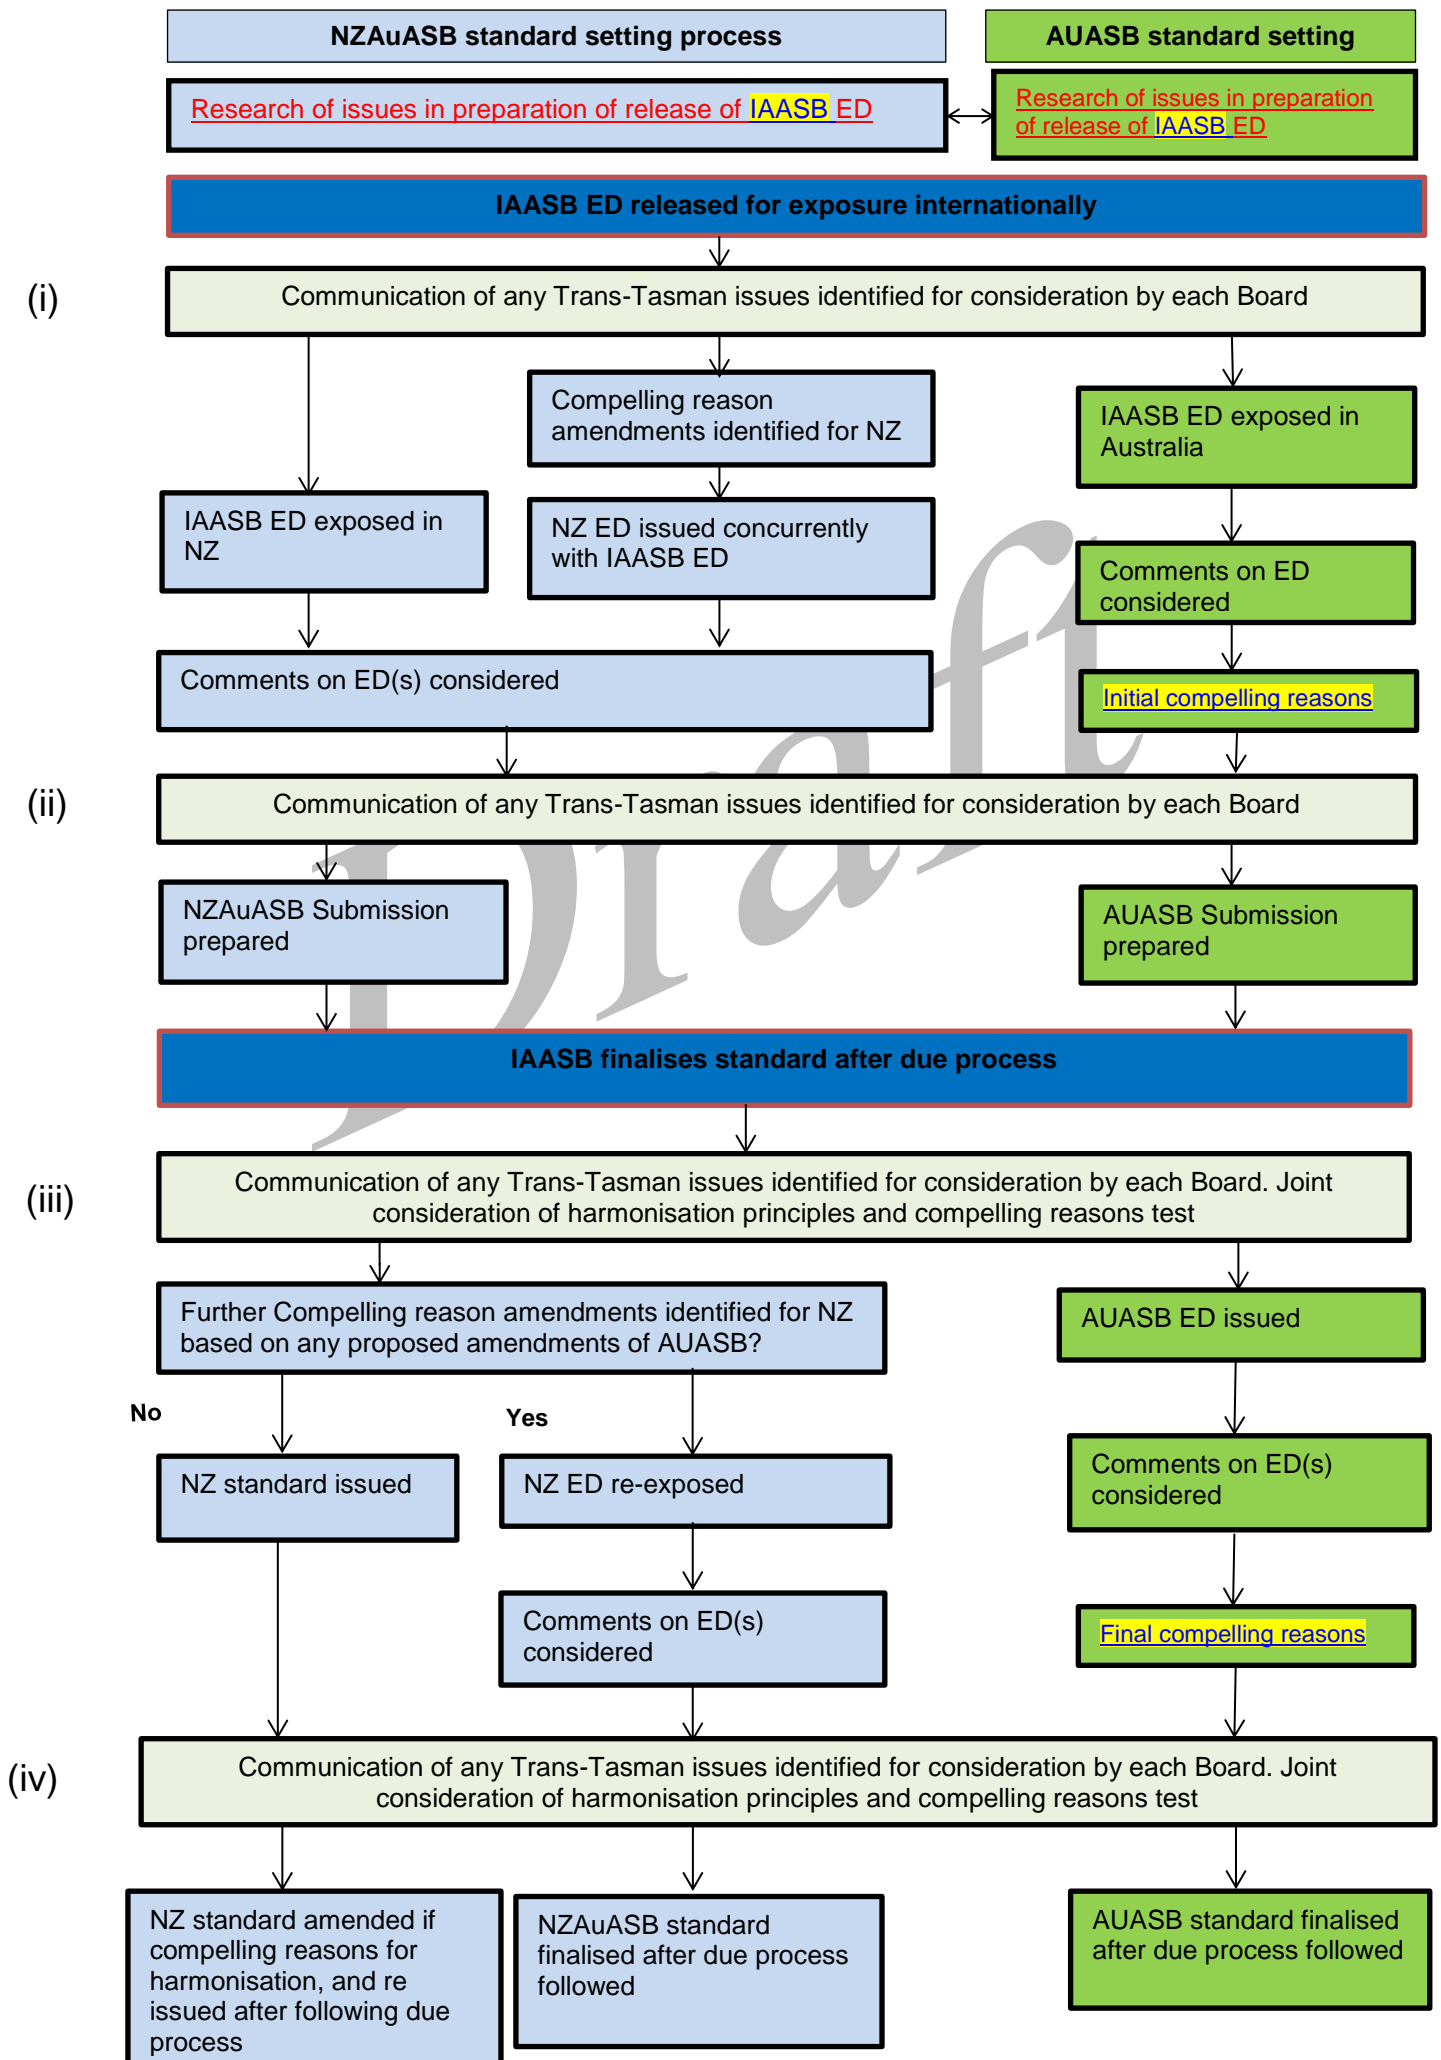 NZAuASB standard setting process
AUASB standard setting
Research of issues in preparation of release of IAASB ED
Research of issues in preparation
of release of IAASB ED
IAASB ED released for exposure internationally
(i)
Communication of any Trans-Tasman issues identified for consideration by each Board
Compelling reason
amendments identified for NZ
IAASB ED exposed in
Australia
IAASB ED exposed in
NZ
NZ ED issued concurrently
with IAASB ED
Comments on ED
considered
Comments on ED(s) considered
Initial compelling reasons
(ii)
Communication of any Trans-Tasman issues identified for consideration by each Board
NZAuASB Submission
prepared
AUASB Submission
prepared
Draft
IAASB finalises standard after due process
(iii)
Communication of any Trans-Tasman issues identified for consideration by each Board. Joint
consideration of harmonisation principles and compelling reasons test
Further Compelling reason amendments identified for NZ
based on any proposed amendments of AUASB?
AUASB ED issued
No
Yes
NZ standard issued
NZ ED re-exposed
Comments on ED(s)
considered
Comments on ED(s)
considered
Final compelling reasons
(iv)
Communication of any Trans-Tasman issues identified for consideration by each Board. Joint
consideration of harmonisation principles and compelling reasons test
NZ standard amended if
compelling reasons for
harmonisation, and re
issued after following due
process
NZAuASB standard
finalised after due process
followed
AUASB standard finalised
after due process followed